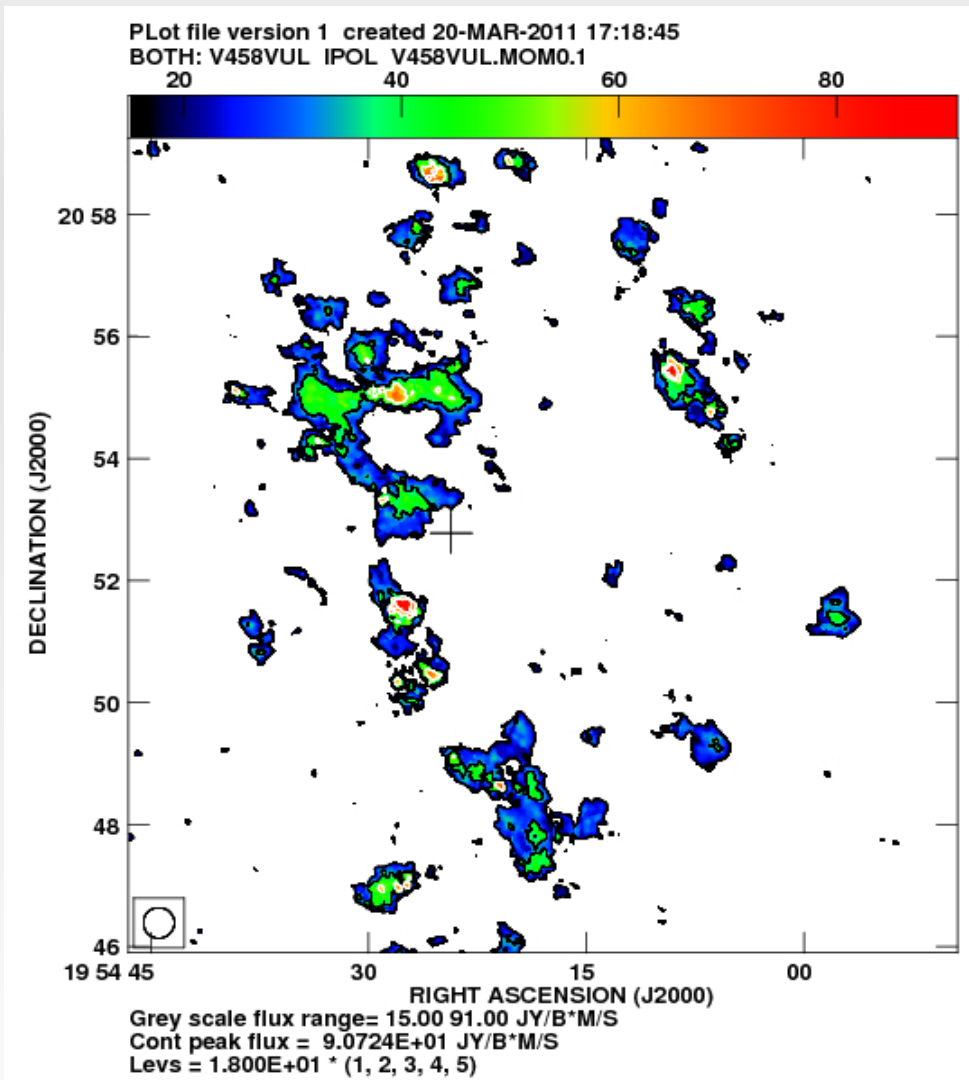 PLot file version 1 created 20-MAR-2011 17:18:45
BOTH: V458VUL IPOL V458VUL.MOM0.1
20 40 60 80
20 58
56
54
DECLINATION (J2000)
52
50
48
46
19 54 45 30 15 00
RIGHT ASCENSION (J2000)
Grey scale flux range= 15.00 91.00 JY/B*M/S
Cont peak flux = 9.0724E+01 JY/B*M/S
Levs = 1.800E+01 * (1, 2, 3, 4, 5)